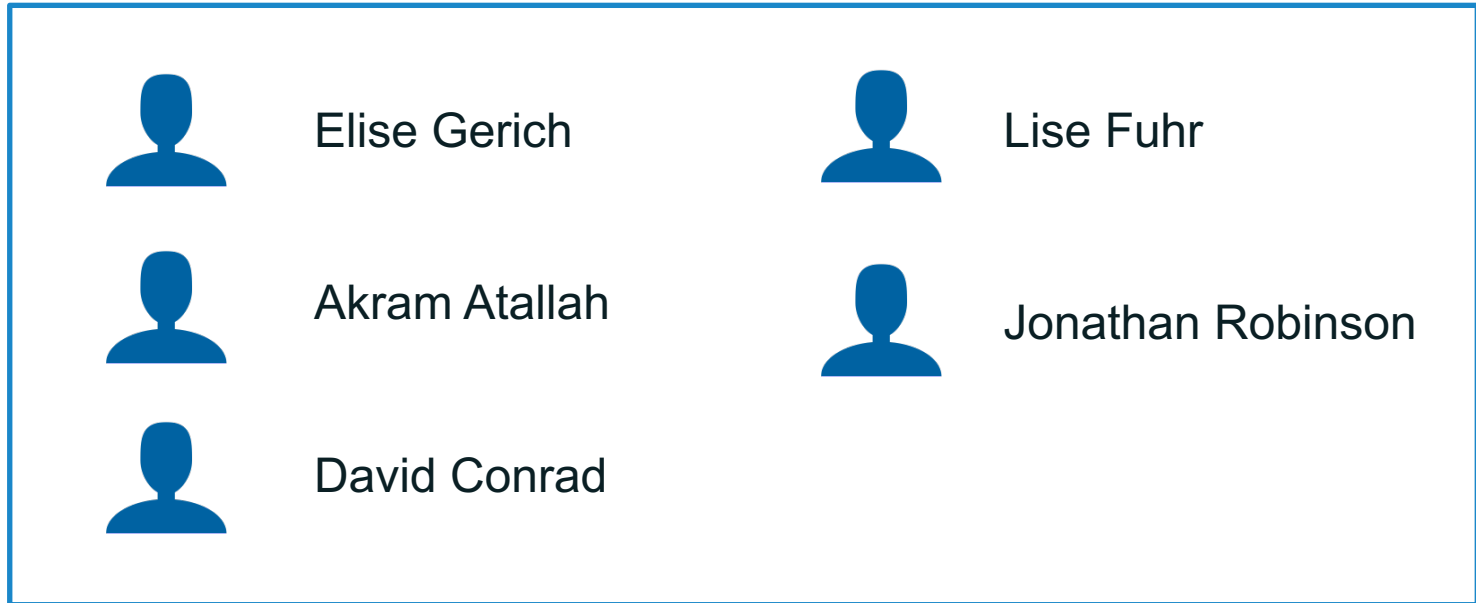 Elise Gerich
Akram Atallah
David Conrad
Lise Fuhr
Jonathan Robinson